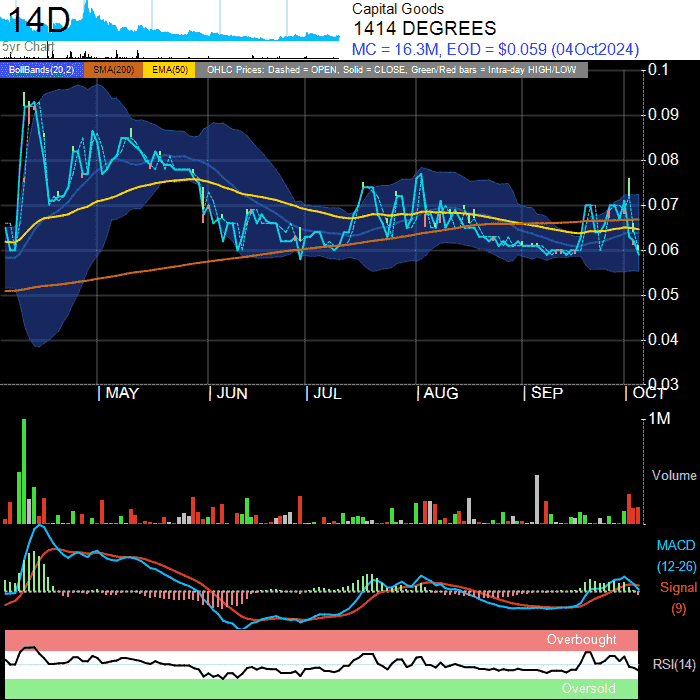 14D
5yr Chart
Capital Goods
1414 DEGREES
MC = 16.3M, EOD = $0.059 (04Oct2024)
BollBands(20,2) SMA(200) EMA(50) OHLC Prices: Dashed = OPEN, Solid = CLOSE, Green/Red bars = Intra-day HIGH/LOW
0.1
0.09
0.08
0.07
0.06
0.05
0.04
0.03
MAY JUN JUL AUG SEP OCT
1M
Volume
MACD
(12-26)
Signal
(9)
Overbought
RSI(14)
Oversold